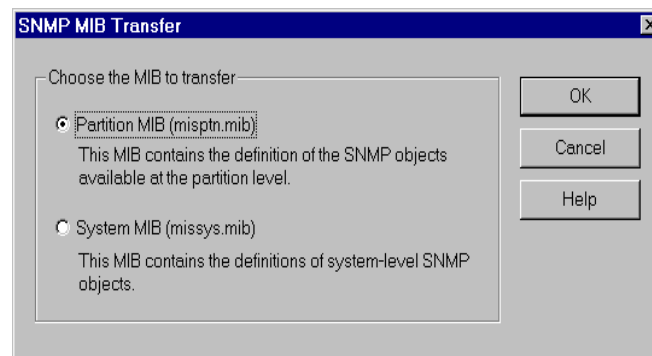 SNMP MIB Transfer
Choose the MIB to transfer
Partition MIB (misptn.mib)
This MIB contains the definition of the SNMP objects
available at the partition level.
System MIB (missys.mib)
This MIB contains the definitions of system-level SNMP
objects.
OK
Cancel
Help